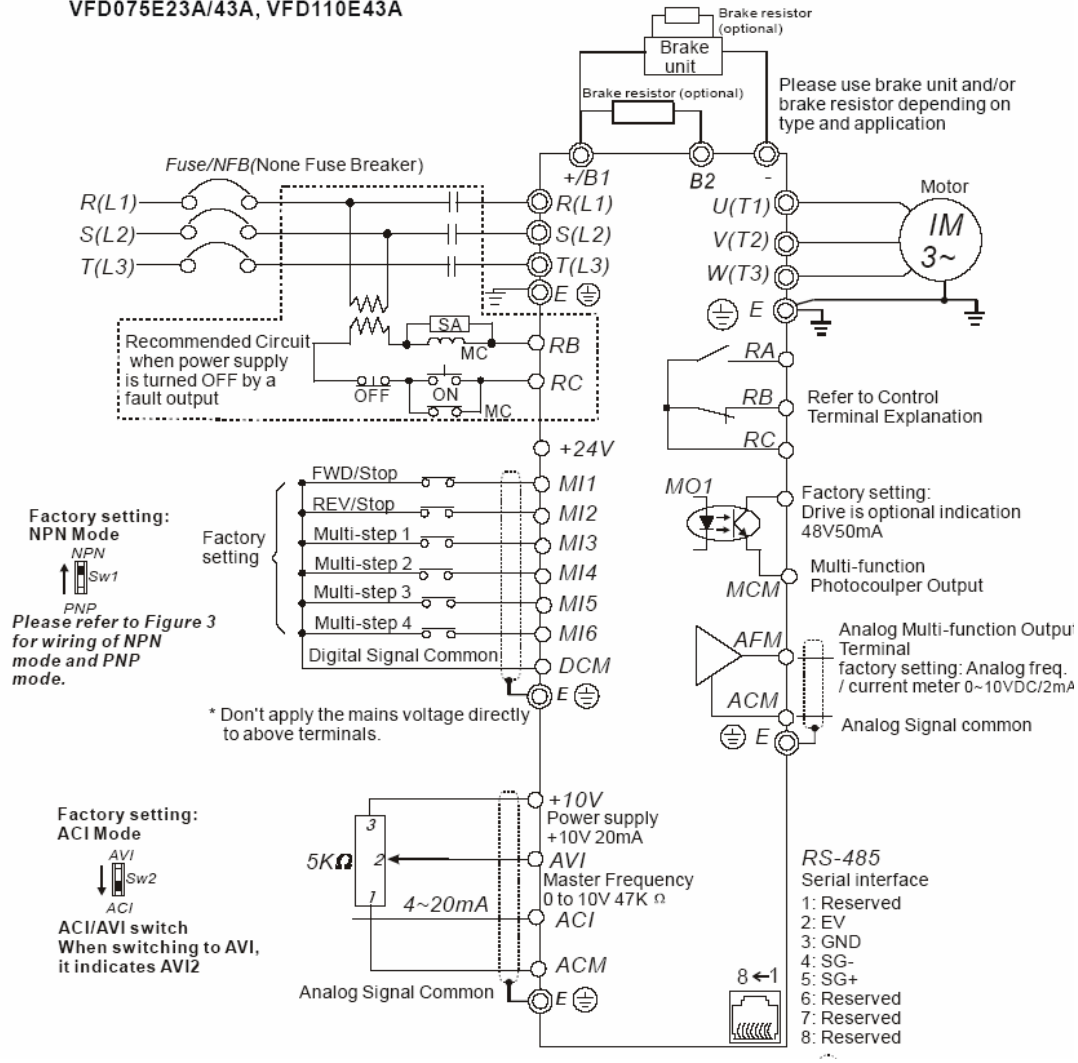 VFD075E23A/43A, VFD110E43A
Brake resistor
(optional)
Brake
unit
Brake resistor (optional)
Please use brake unit and/or
brake resistor depending on
type and application
Fuse/NFB(None Fuse Breaker)
+/B1
B2
-
R(L1)
R(L1)
S(L2)
S(L2)
T(L3)
T(L3)
E
U(T1)
V(T2)
W(T3)
E
Motor
IM
3~
Recommended Circuit
when power supply
is turned OFF by a
fault output
SA
MC
RB
OFF
ON
MC
RC
RA
RB
RC
Refer to Control
Terminal Explanation
+24V
FWD/Stop
MI1
REV/Stop
MI2
Multi-step 1
MI3
Multi-step 2
MI4
Multi-step 3
MI5
Multi-step 4
MI6
Digital Signal Common
DCM
E
Factory
setting
Factory setting:
NPN Mode
NPN
Sw1
PNP
Please refer to Figure 3
for wiring of NPN
mode and PNP
mode.
* Don't apply the mains voltage directly
to above terminals.
MO1
Factory setting:
Drive is optional indication
48V50mA
MCM
Multi-function
Photocoulper Output
AFM
Analog Multi-function Output
Terminal
factory setting: Analog freq.
/ current meter 0~10VDC/2mA
ACM
Analog Signal common
E
Factory setting:
ACI Mode
AVI
Sw2
ACI
ACI/AVI switch
When switching to AVI,
it indicates AVI2
+10V
Power supply
+10V 20mA
3
5KΩ
2
1
AVI
Master Frequency
0 to 10V 47K Ω
4~20mA
ACI
ACM
Analog Signal Common
E
RS-485
Serial interface
1: Reserved
2: EV
3: GND
4: SG-
5: SG+
6: Reserved
7: Reserved
8: Reserved
8←1